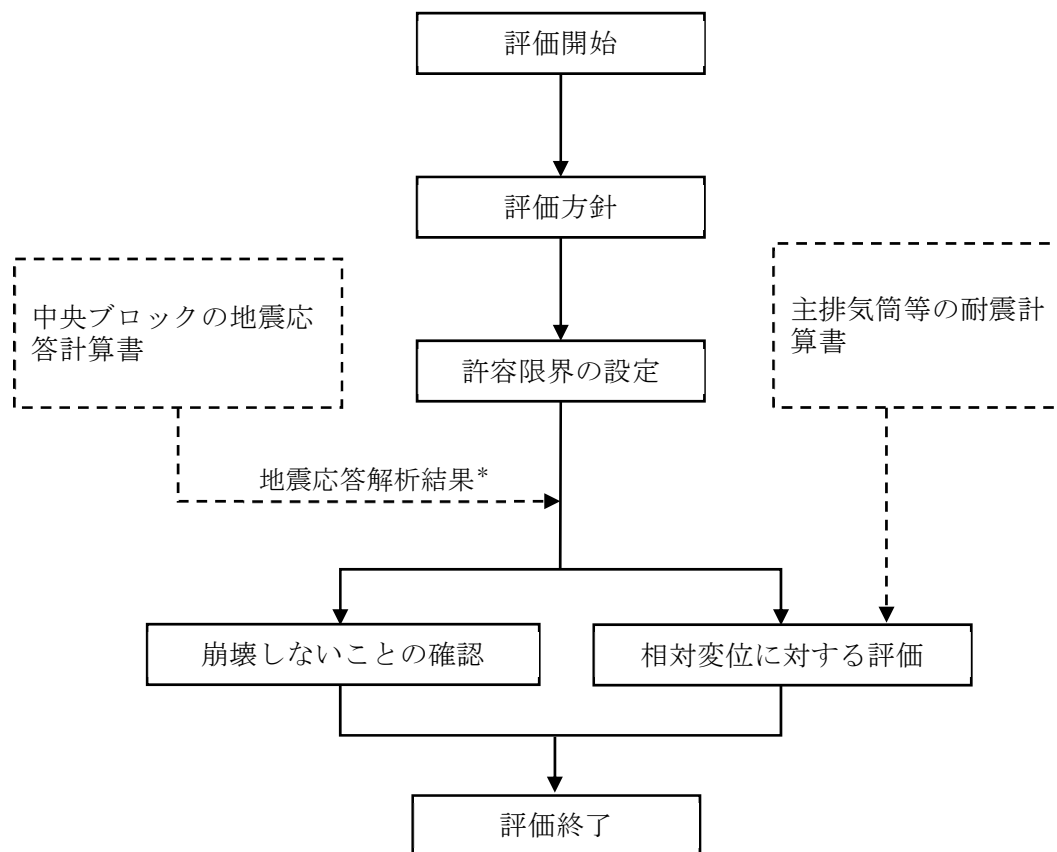 評価開始
評価方針
中央ブロックの地震応
答計算書
主排気筒等の耐震計
算書
許容限界の設定
地震応答解析結果*
崩壊しないことの確認
相対変位に対する評価
評価終了